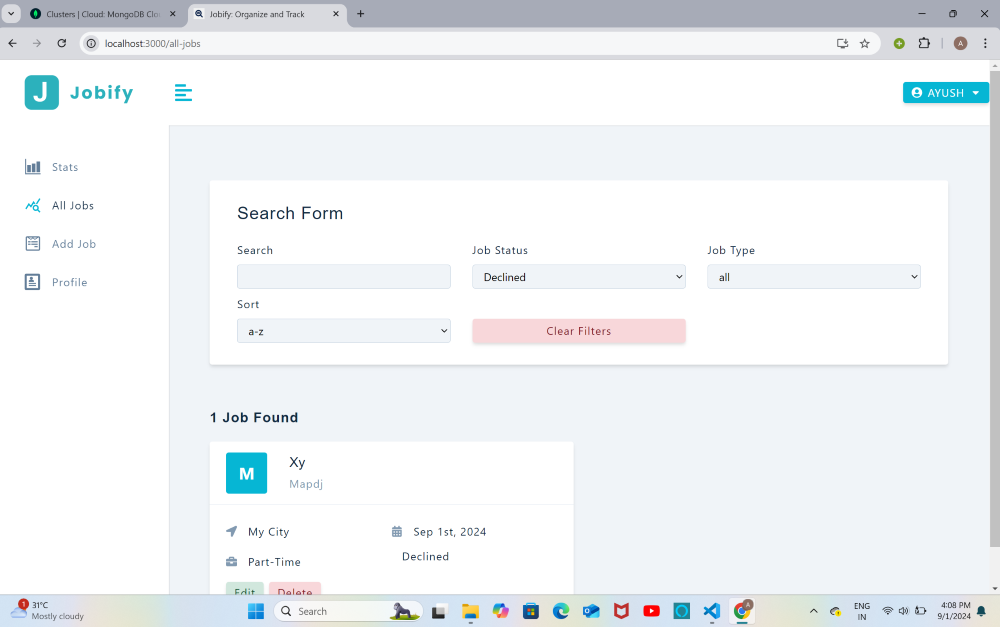 Clusters | Cloud: MongoDB Clo
Jobify: Organize and Track
localhost:3000/all-jobs
A
J Jobify
AYUSH
Stats
All Jobs
Add Job
Profile
Search Form
Search
Job Status
Job Type
Declined
all
Sort
a-z
Clear Filters
1 Job Found
M
Xy
Mapdj
My City
Sep 1st, 2024
Part-Time
Declined
Edit
Delete
1
31°C
Mostly cloudy
Search
A
ENG
IN
4:08 PM
9/1/2024